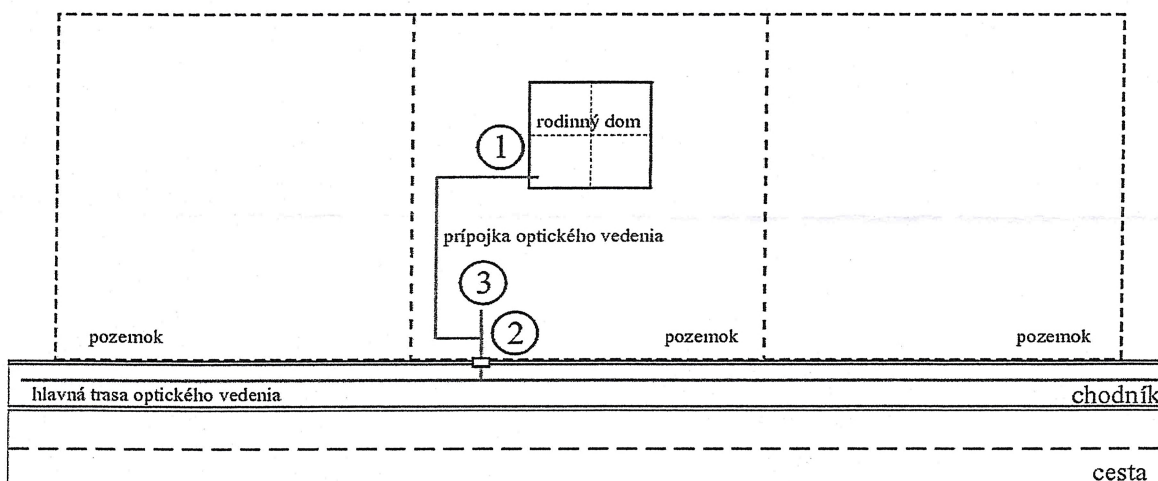 rodinný dom
1
prípojka optického vedenia
3
2
pozemok
pozemok
pozemok
hlavná trasa optického vedenia
chodník
cesta